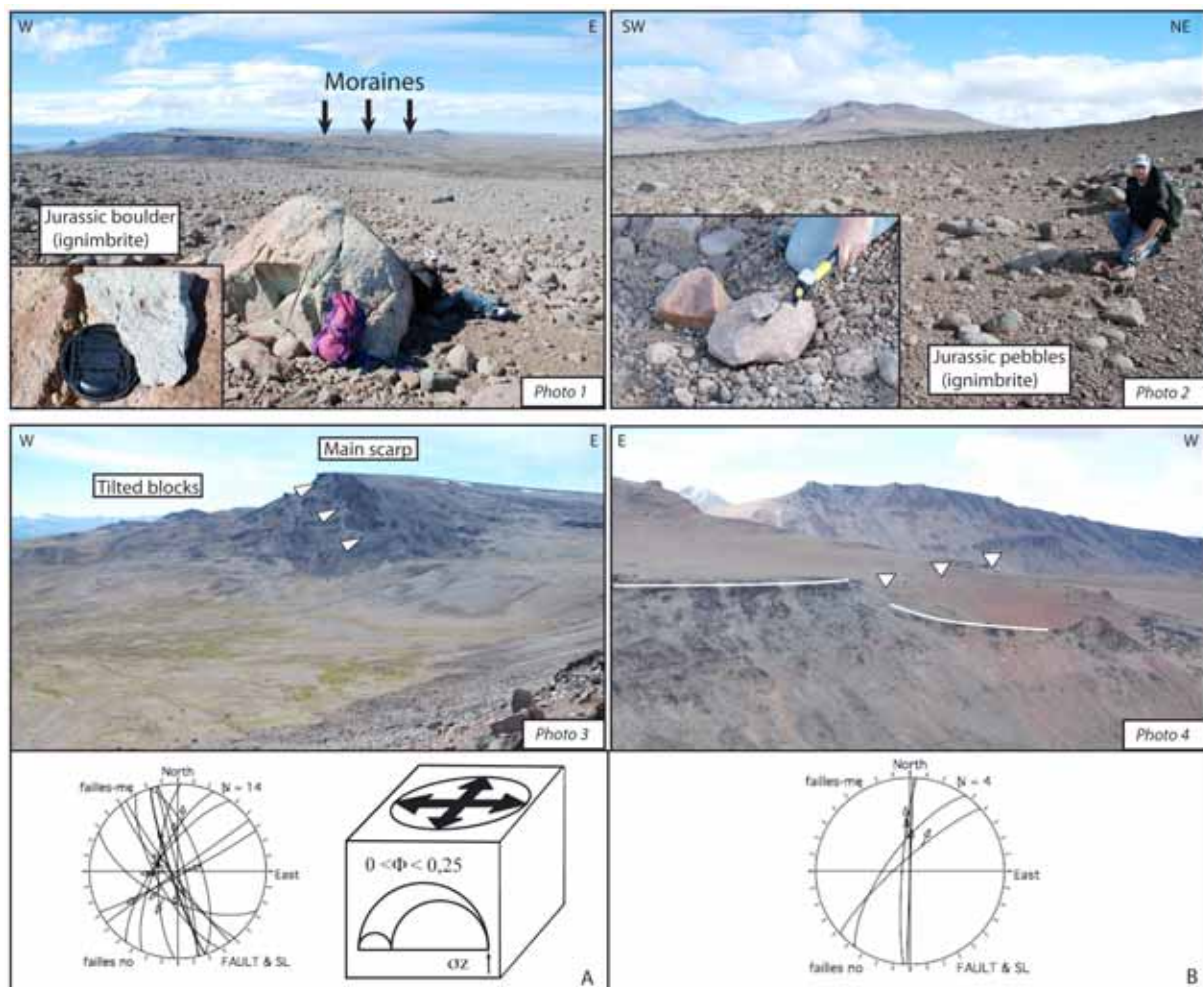 W
E
Moraines
Jurassic boulder
(ignimbrite)
Photo 1
SW
NE
Jurassic pebbles
(ignimbrite)
Photo 2
W
E
Main scarp
Tilted blocks
Photo 3
E
W
Photo 4
North
failles-me
N = 14
East
failles no
FAULT & SL
0 <Φ< 0,25
σz
A
North
failles-me
N = 4
East
failles no
FAULT & SL
B